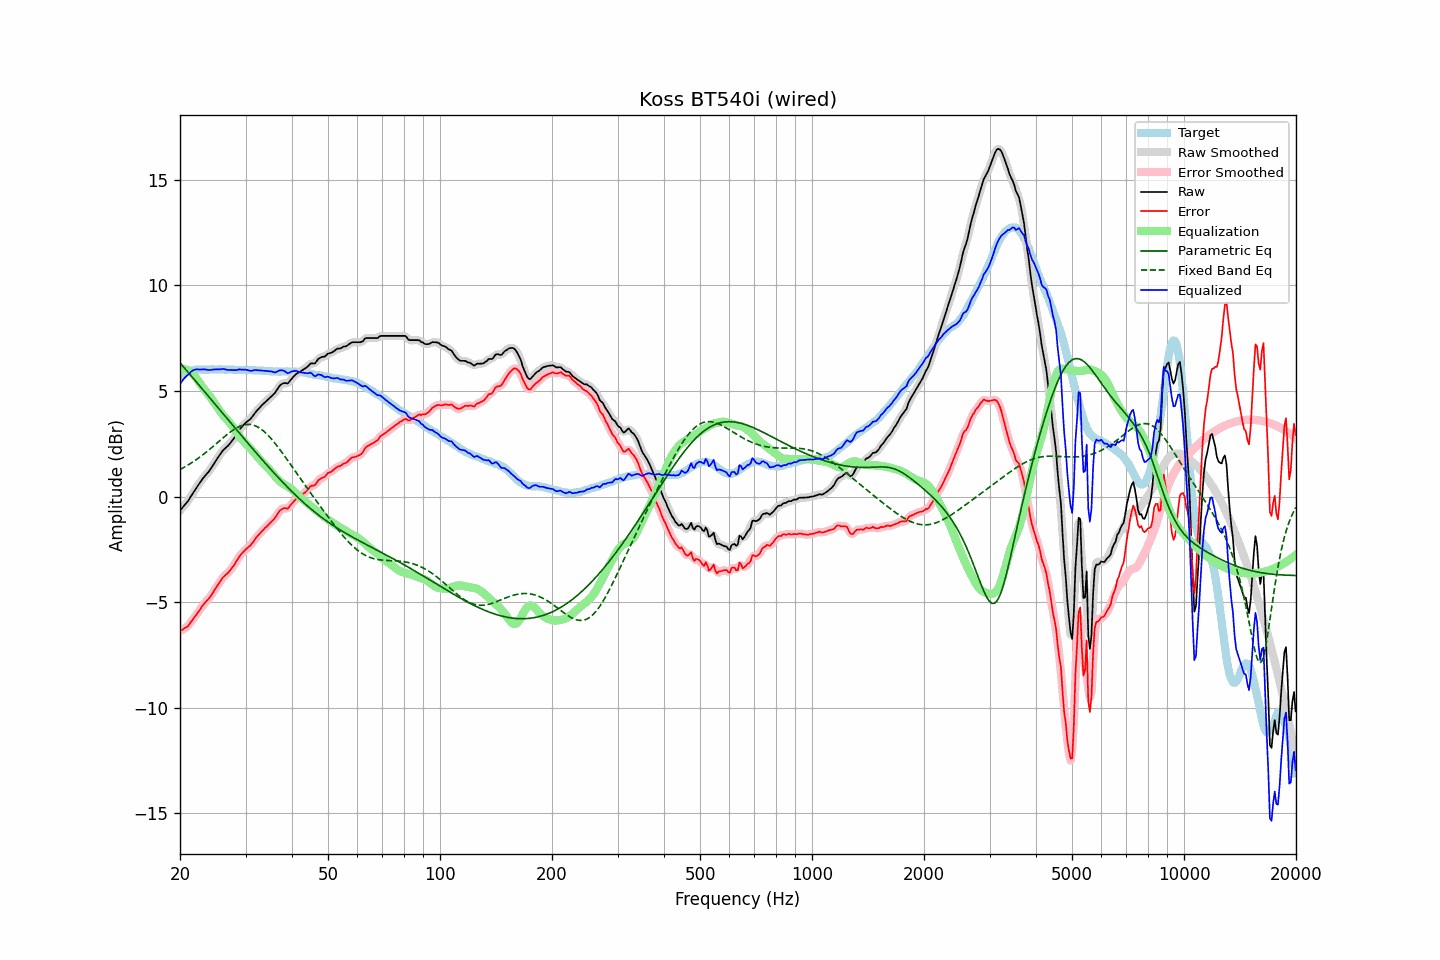 Koss BT540i (wired)
Target
Raw Smoothed
Error Smoothed
Raw
Error
Equalization
Parametric Eq
Fixed Band Eq
Equalized
Amplitude (dBr)
15
10
5
0
−5
−10
−15
20
50
100
200
500
1000
2000
5000
10000
20000
Frequency (Hz)